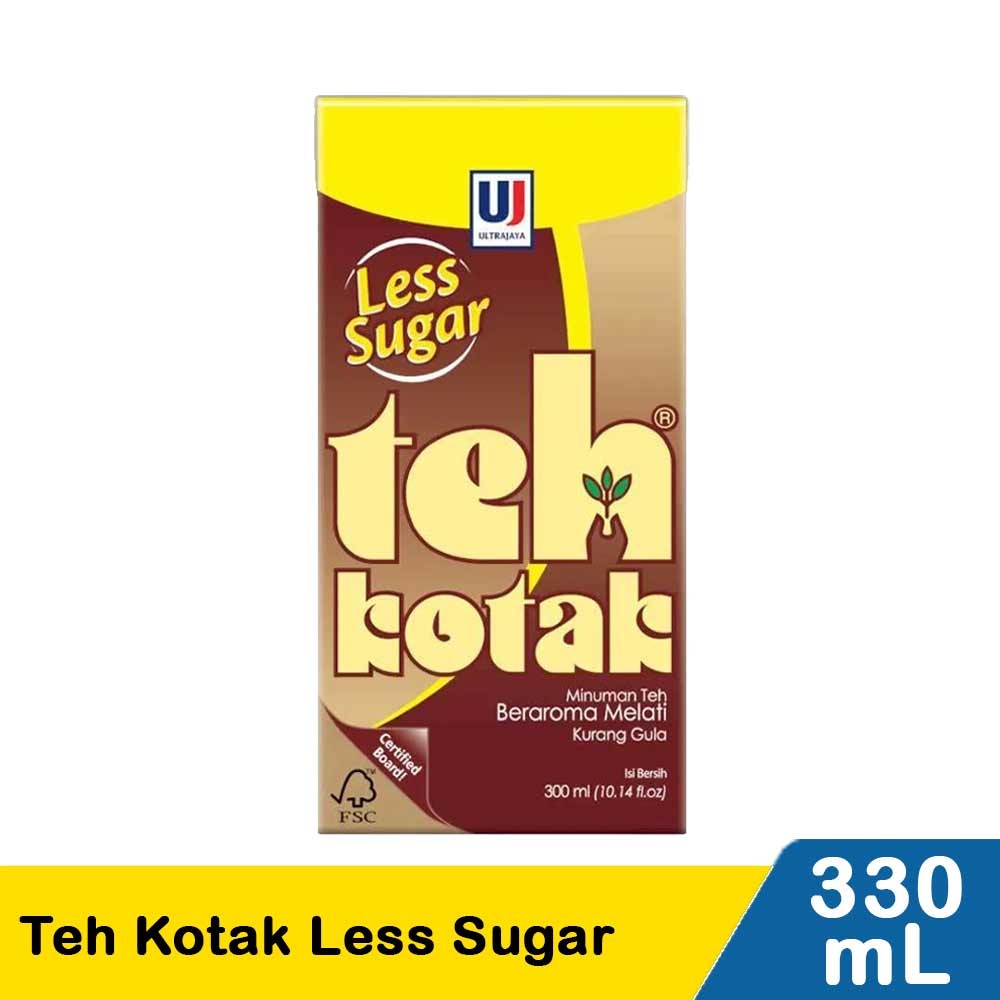 UJ
ULTRAJAYA
Less
Sugar
teh®
kotak
Minuman Teh
Beraroma Melati
Kurang Gula
Isi Bersih
300 ml (10.14 fl.oz)
Certified
Board!
TM
FSC
Teh Kotak Less Sugar
330
mL